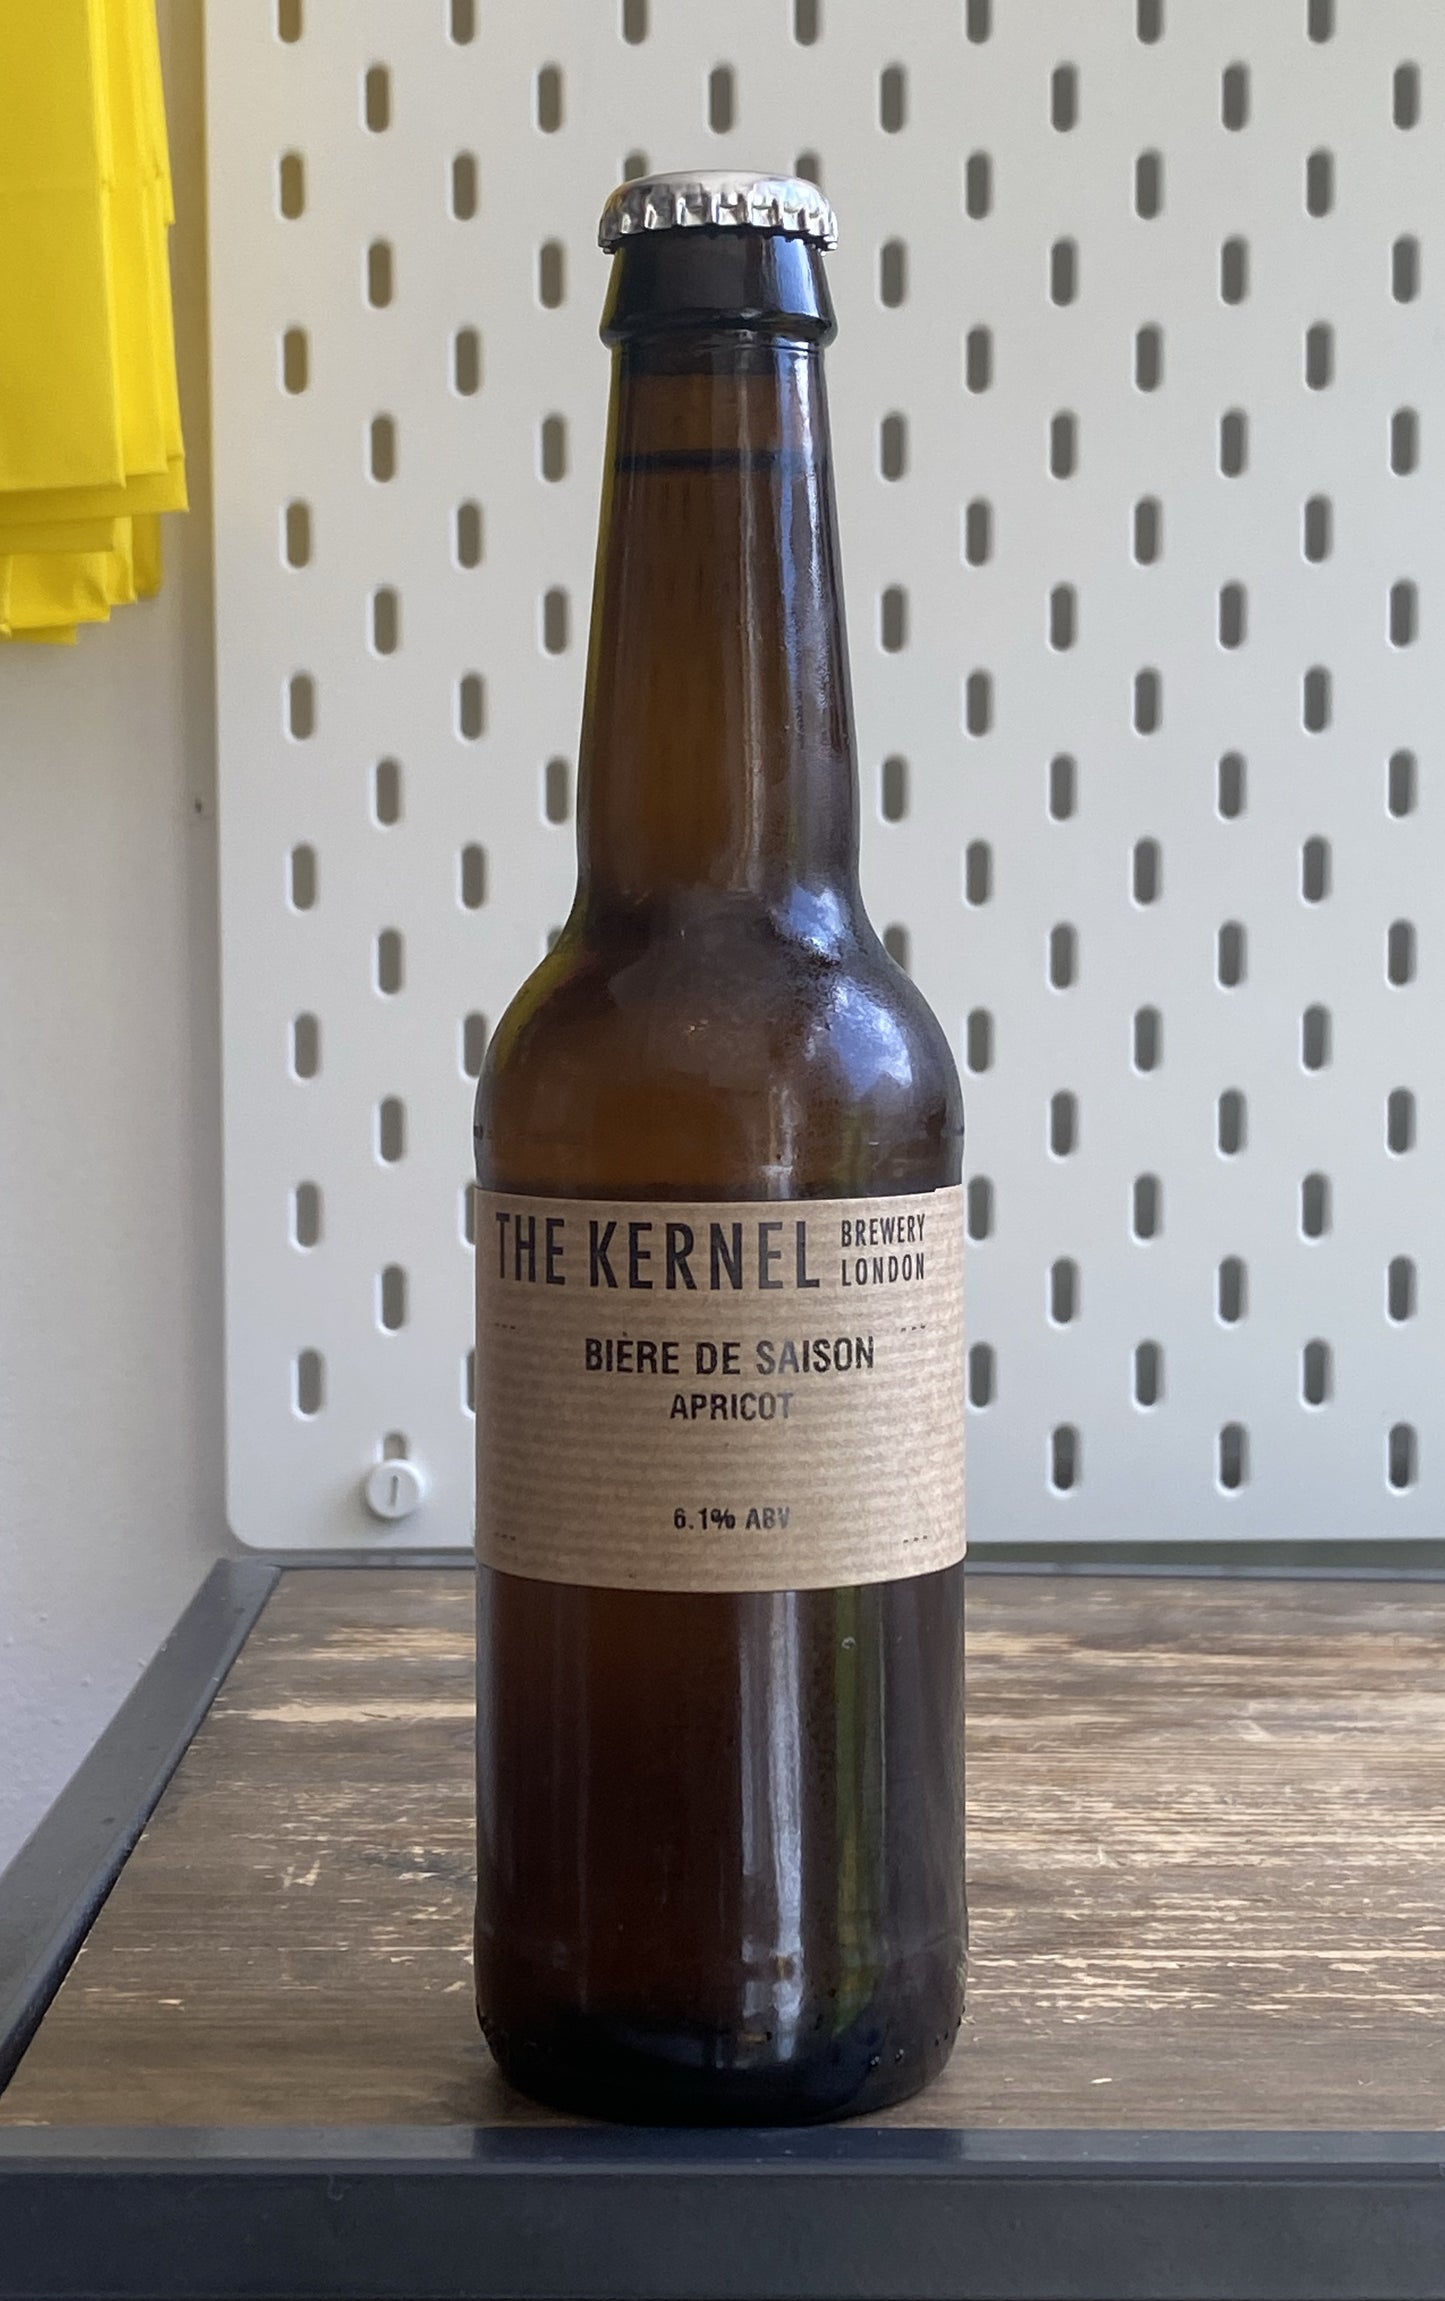 THE KERNEL BREWERY LONDON
BIÈRE DE SAISON
APRICOT
6.1% ABV